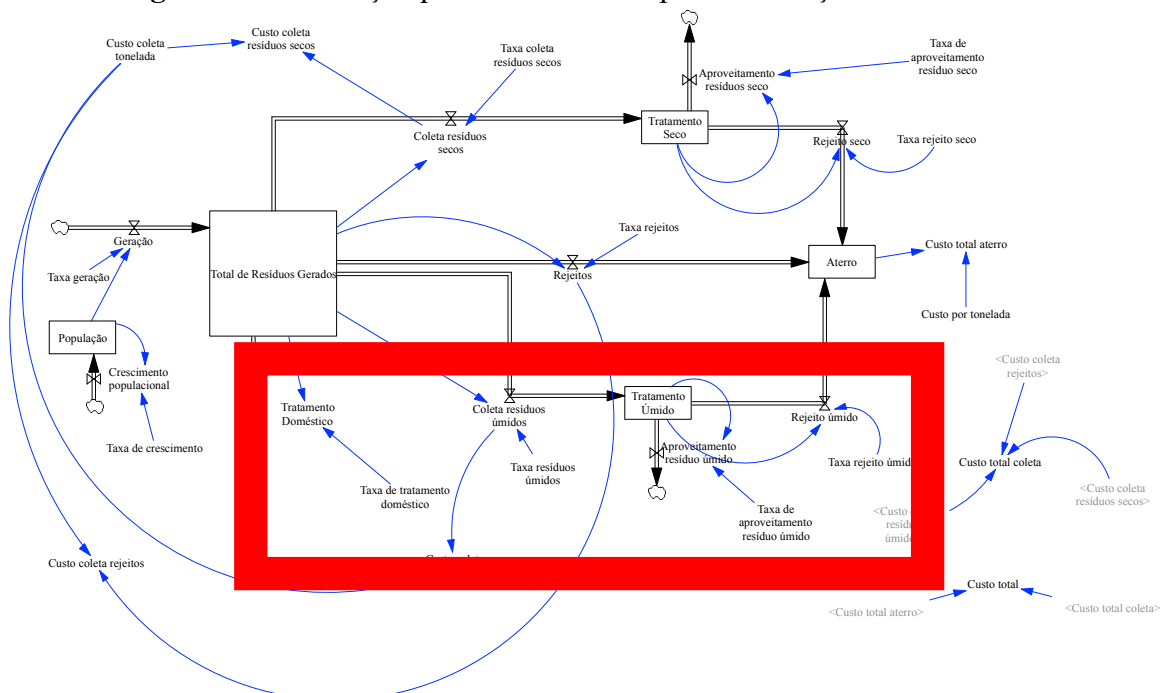 Custo coleta
tonelada
Custo coleta
resíduos secos
Taxa coleta
resíduos secos
Coleta resíduos
secos
Tratamento
Seco
Aproveitamento
resíduos seco
Taxa de
aproveitamento
resíduo seco
Rejeito seco
Taxa rejeito seco
Geração
Taxa geração
Total de Resíduos Gerados
Taxa rejeitos
Rejeitos
Aterro
Custo total aterro
Custo por tonelada
População
Crescimento
populacional
Taxa de crescimento
Tratamento
Doméstico
Taxa de tratamento
doméstico
Coleta resíduos
úmidos
Taxa resíduos
úmidos
Tratamento
Úmido
Aproveitamento
resíduo úmido
Taxa de
aproveitamento
resíduo úmido
Rejeito úmido
Taxa rejeito
<Custo coleta
rejeitos>
Custo total coleta
<Custo coleta
resíduos secos>
<Custo
Custo coleta rejeitos
Custo total
<Custo total aterro>
<Custo total coleta>